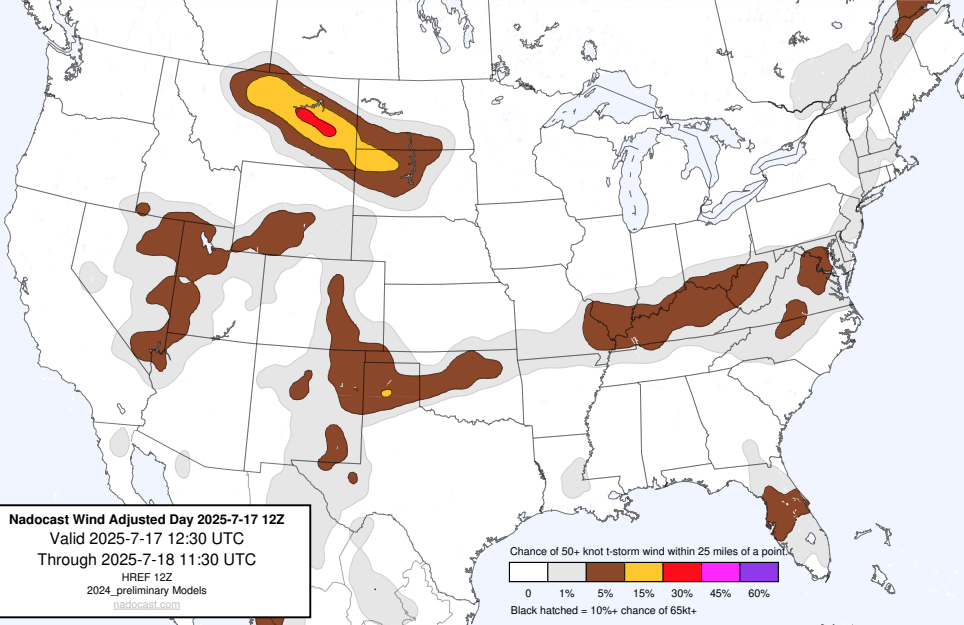 Nadocast Wind Adjusted Day 2025-7-17 12Z
Valid 2025-7-17 12:30 UTC
Through 2025-7-18 11:30 UTC
HREF 12Z
2024_preliminary Models
nadocast.com
Chance of 50+ knot t-storm wind within 25 miles of a point.
0 1% 5% 15% 30% 45% 60%
Black hatched = 10%+ chance of 65kt+